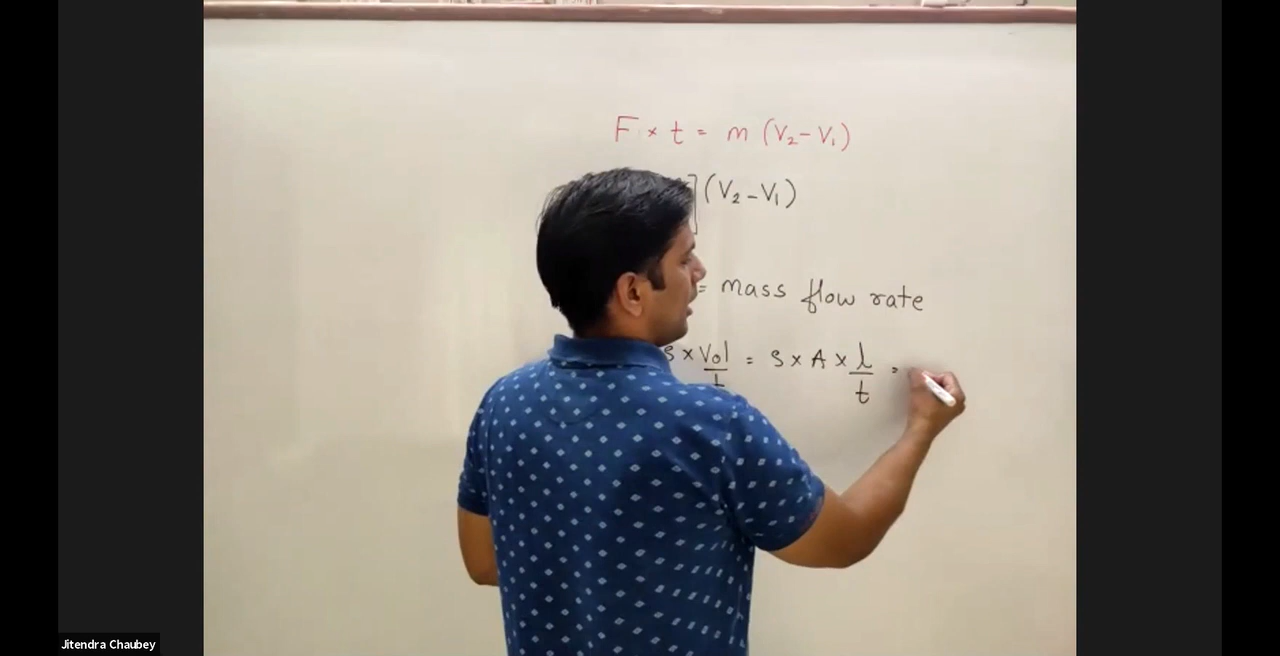 F × t = m (V₂ – V₁)
] (V₂ – V₁)
= mass flow rate
ρ × Vol/t = ρ × A × l/t =
Jitendra Chaubey